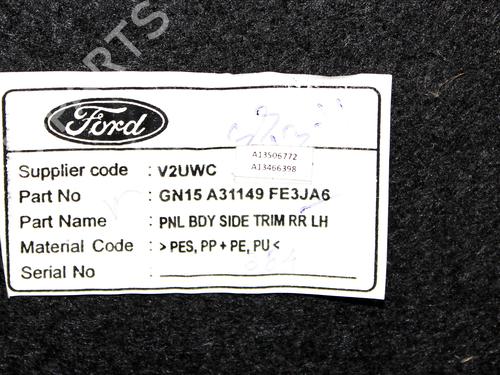 PARTS
Ford
A13506772
A13466398
Supplier code : V2UWC
Part No : GN15 A31149 FE3JA6
Part Name : PNL BDY SIDE TRIM RR LH
Material Code : > PES, PP + PE, PU <
Serial No :